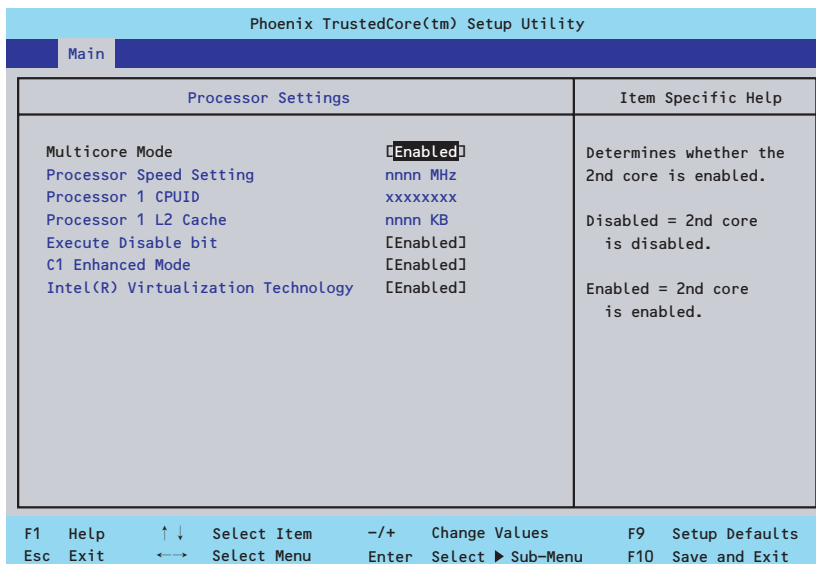 Phoenix TrustedCore(tm) Setup Utility
Main
Processor Settings
Item Specific Help
Multicore Mode [Enabled]
Processor Speed Setting nnnn MHz
Processor 1 CPUID xxxxxxxx
Processor 1 L2 Cache nnnn KB
Execute Disable bit [Enabled]
C1 Enhanced Mode [Enabled]
Intel(R) Virtualization Technology [Enabled]
Determines whether the
2nd core is enabled.
Disabled = 2nd core
is disabled.
Enabled = 2nd core
is enabled.
F1 Help ↑↓ Select Item -/+ Change Values F9 Setup Defaults
Esc Exit ←→ Select Menu Enter Select ▶ Sub-Menu F10 Save and Exit